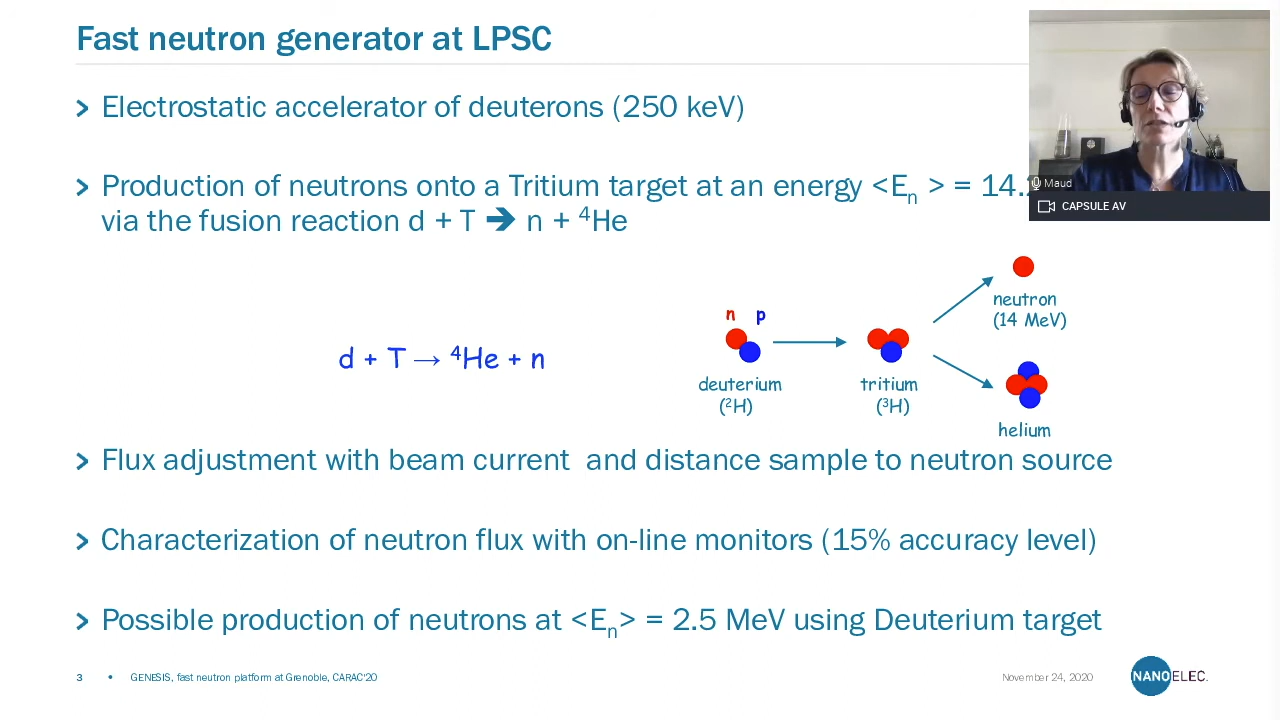 Fast neutron generator at LPSC
Electrostatic accelerator of deuterons (250 keV)
Production of neutrons onto a Tritium target at an energy <Eₙ > = 14.
via the fusion reaction d + T ➔ n + ⁴He
Maud
CAPSULE AV
neutron
(14 MeV)
n p
d + T → ⁴He + n
deuterium
(²H)
tritium
(³H)
helium
Flux adjustment with beam current and distance sample to neutron source
Characterization of neutron flux with on-line monitors (15% accuracy level)
Possible production of neutrons at <Eₙ> = 2.5 MeV using Deuterium target
3 • GENESIS, fast neutron platform at Grenoble, CARAC'20
November 24, 2020
NANOELEC.